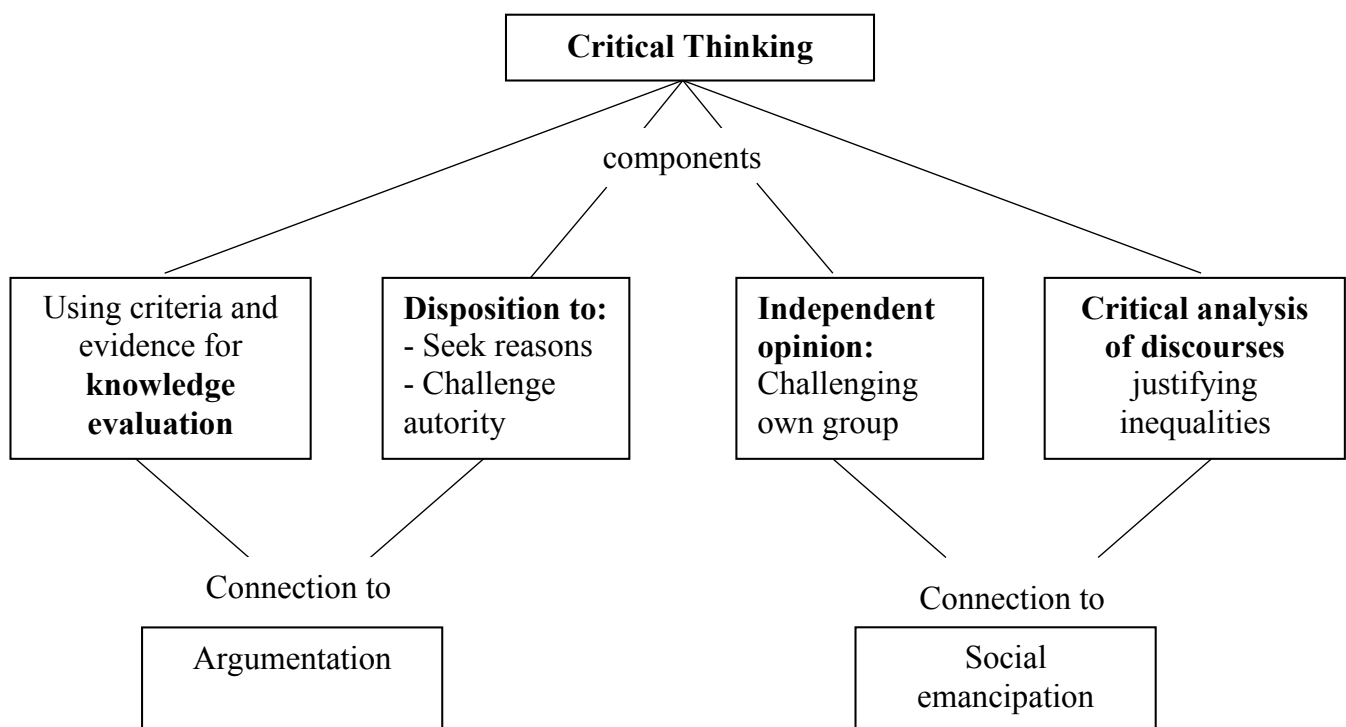 Critical Thinking
components
Using criteria and
evidence for
knowledge
evaluation
Disposition to:
- Seek reasons
- Challenge
autority
Independent
opinion:
Challenging
own group
Critical analysis
of discourses
justifying
inequalities
Connection to
Argumentation
Connection to
Social
emancipation